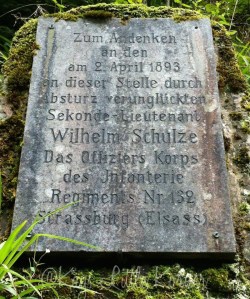 Zum Andenken
an den
am 2. April 1893
an dieser Stelle durch
Absturz verunglückten
Sekonde-Lieutenant
Wilhelm Schulze
Das Offiziers Korps
des Infanterie
Regiments Nr. 132
Strassburg (Elsass)